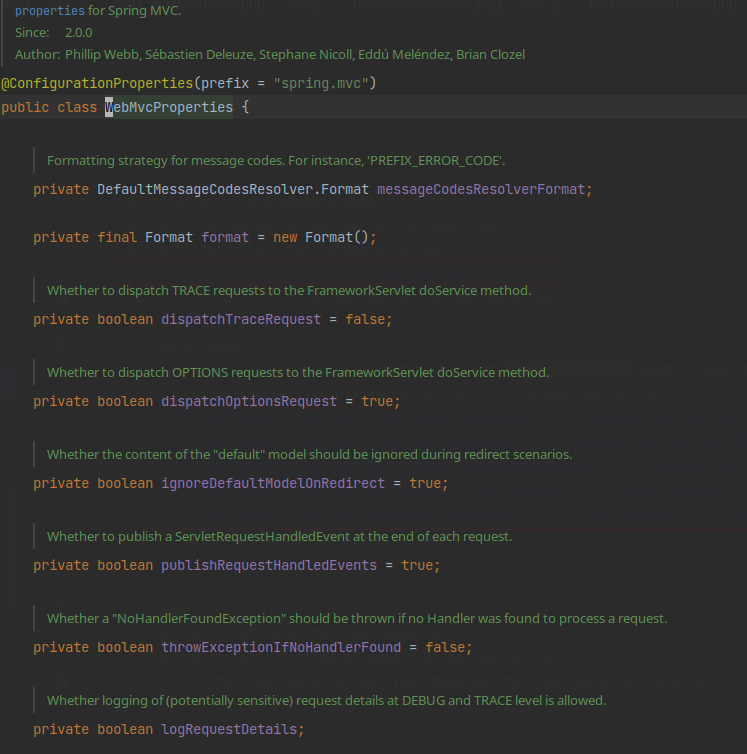 properties for Spring MVC.
Since: 2.0.0
Author: Phillip Webb, Sébastien Deleuze, Stephane Nicoll, Eddú Meléndez, Brian Clozel
@ConfigurationProperties(prefix = "spring.mvc")
public class WebMvcProperties {
Formatting strategy for message codes. For instance, 'PREFIX_ERROR_CODE'.
private DefaultMessageCodesResolver.Format messageCodesResolverFormat;
private final Format format = new Format();
Whether to dispatch TRACE requests to the FrameworkServlet doService method.
private boolean dispatchTraceRequest = false;
Whether to dispatch OPTIONS requests to the FrameworkServlet doService method.
private boolean dispatchOptionsRequest = true;
Whether the content of the "default" model should be ignored during redirect scenarios.
private boolean ignoreDefaultModelOnRedirect = true;
Whether to publish a ServletRequestHandledEvent at the end of each request.
private boolean publishRequestHandledEvents = true;
Whether a "NoHandlerFoundException" should be thrown if no Handler was found to process a request.
private boolean throwExceptionIfNoHandlerFound = false;
Whether logging of (potentially sensitive) request details at DEBUG and TRACE level is allowed.
private boolean logRequestDetails;